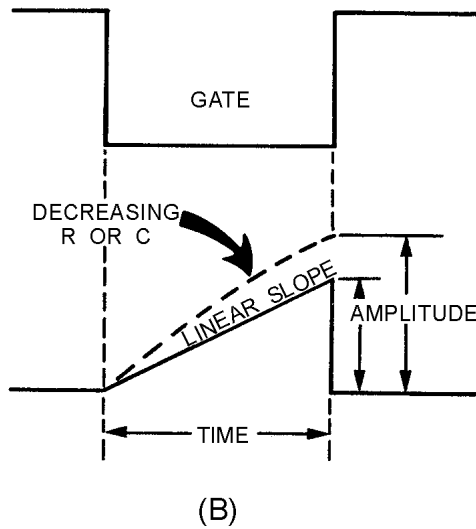 GATE
DECREASING
R OR C
LINEAR SLOPE
AMPLITUDE
TIME
(B)